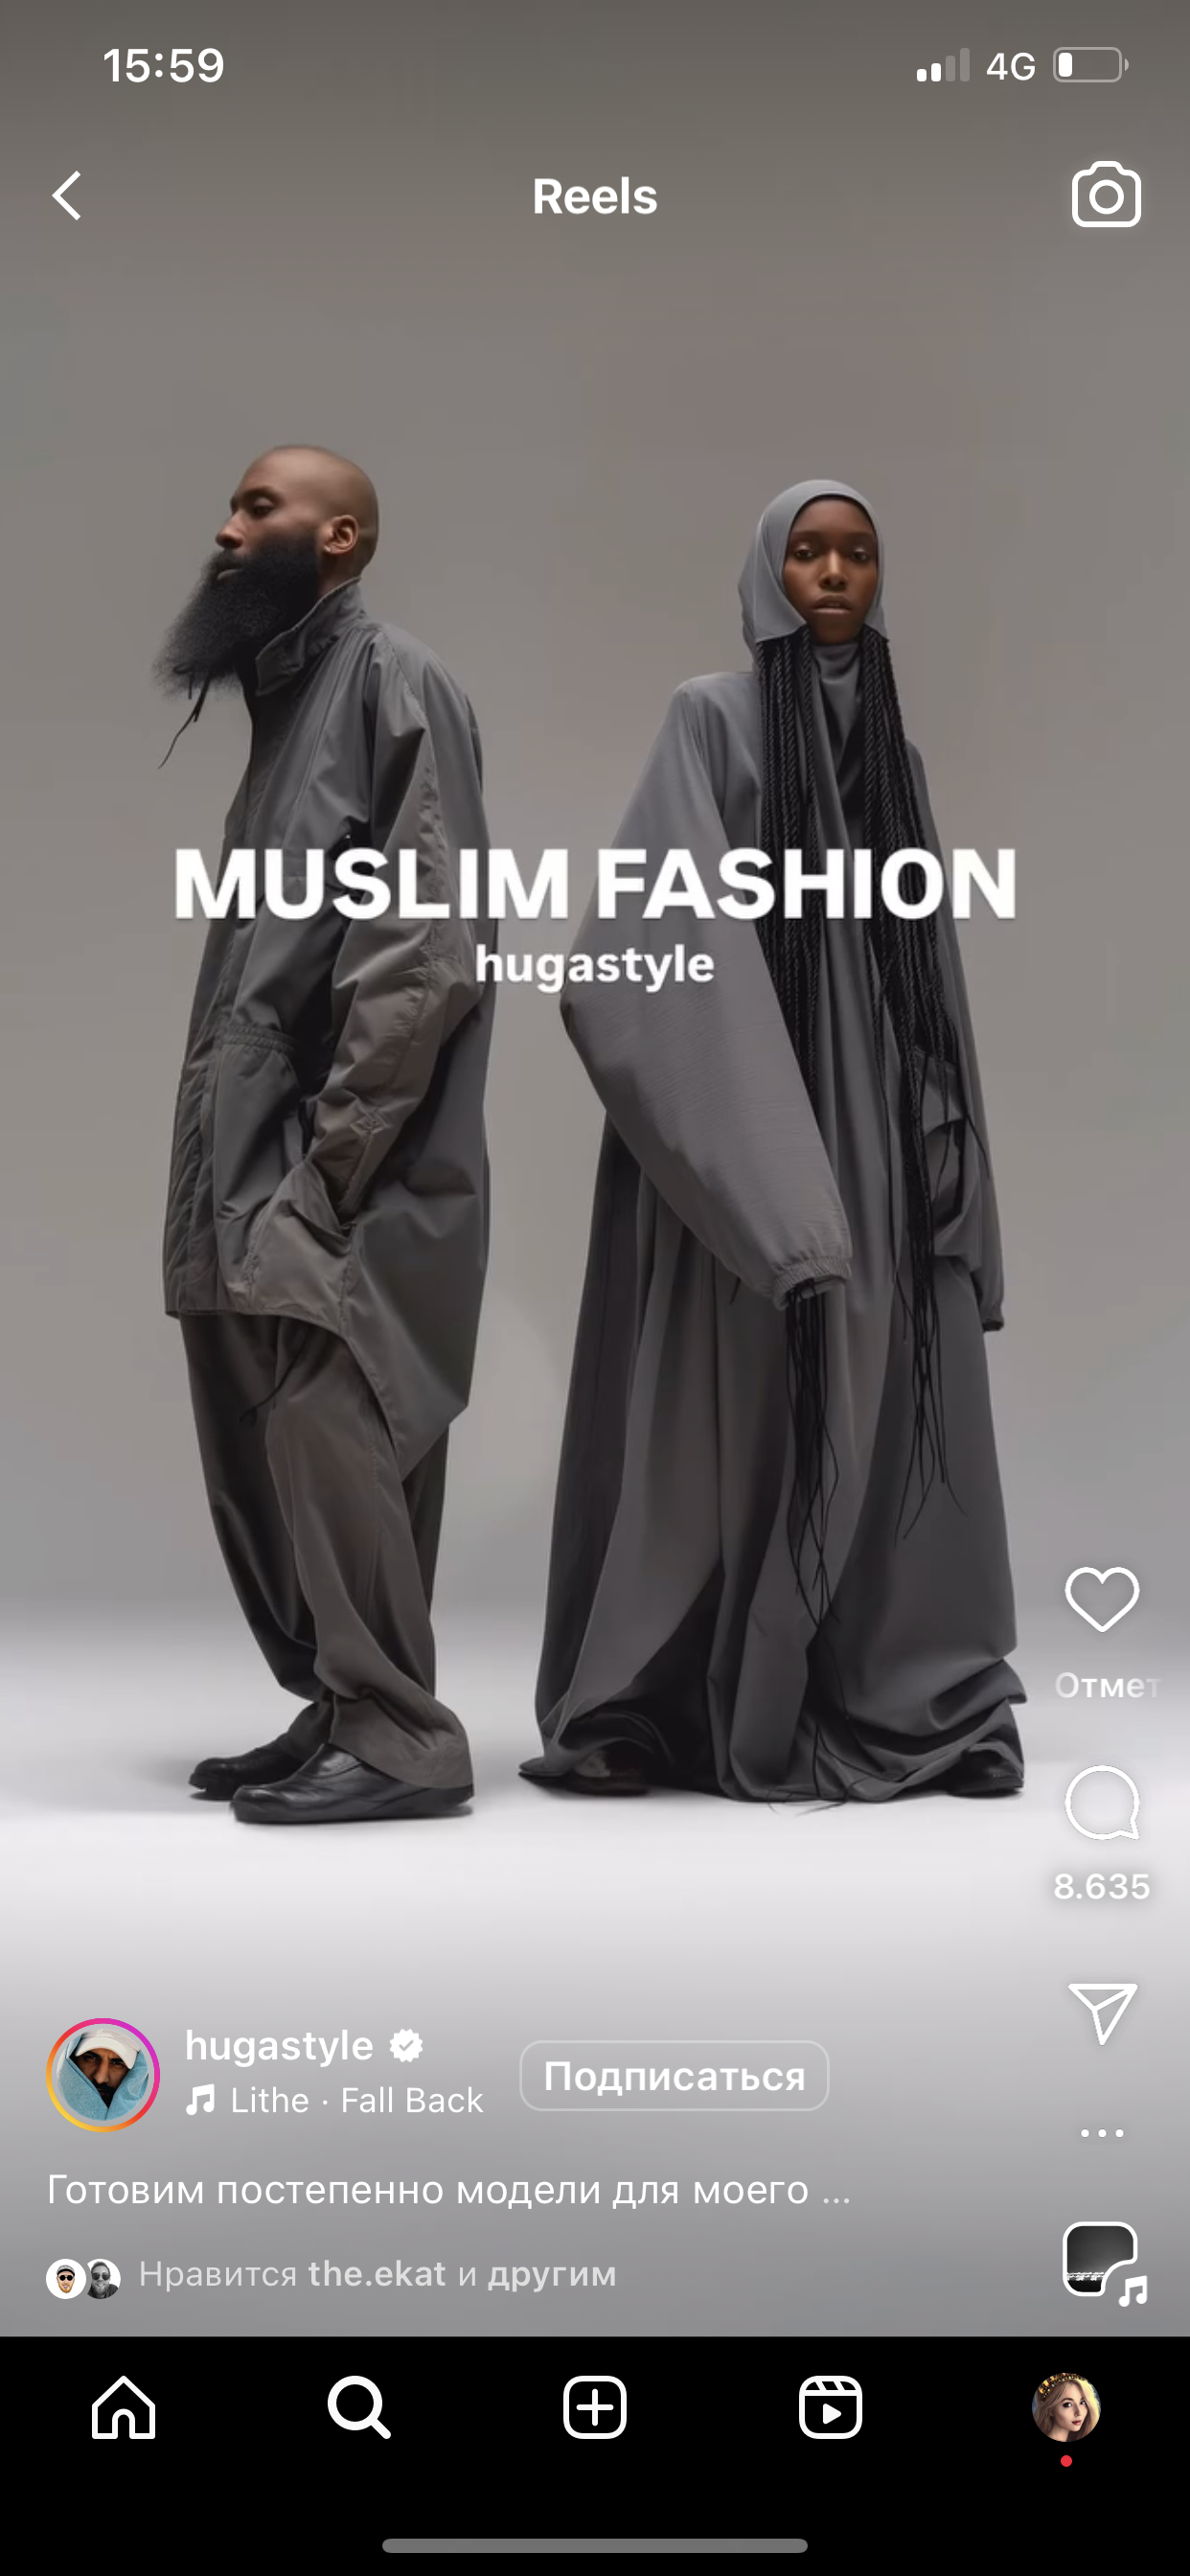 15:59
4G
Reels
MUSLIM FASHION
hugastyle
Отмет
8.635
hugastyle
Lithe · Fall Back
Подписаться
Готовим постепенно модели для моего ...
Нравится the.ekat и другим